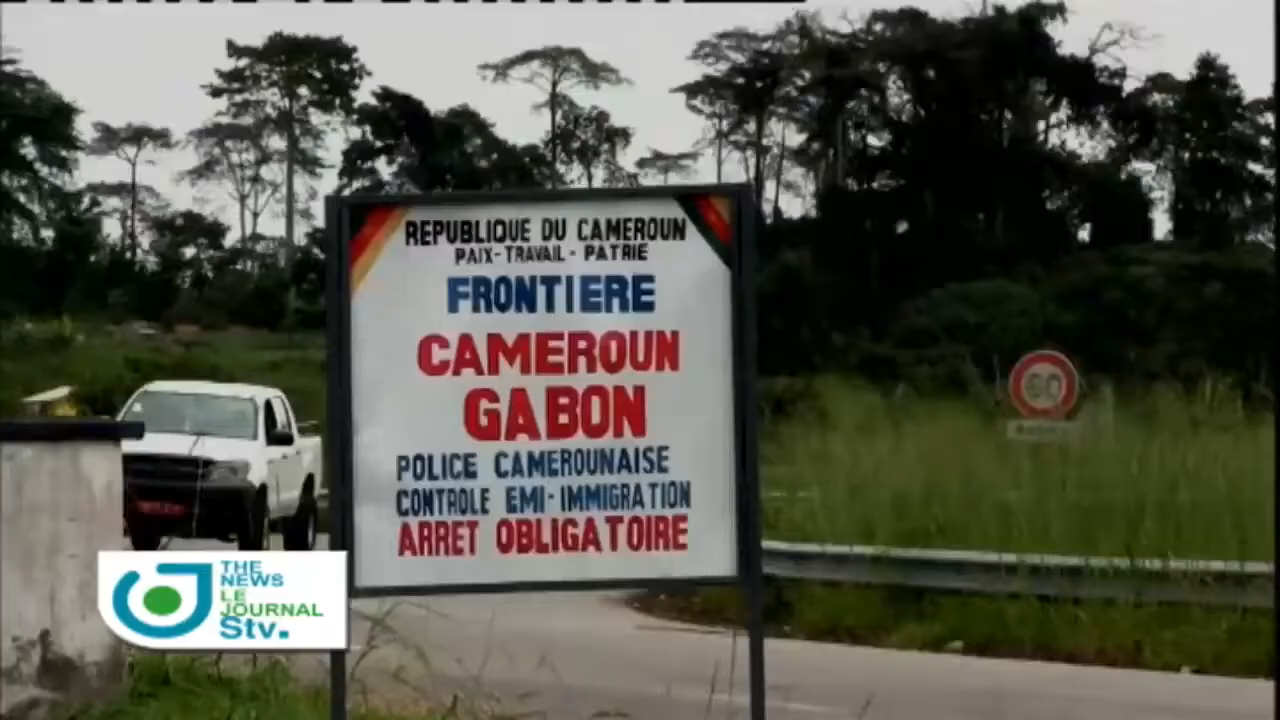 REPUBLIQUE DU CAMEROUN
PAIX-TRAVAIL-PATRIE
FRONTIERE
CAMEROUN
GABON
POLICE CAMEROUNAISE
CONTROLE EMI-IMMIGRATION
ARRET OBLIGATOIRE
60
THE
NEWS
LE
JOURNAL
Stv.